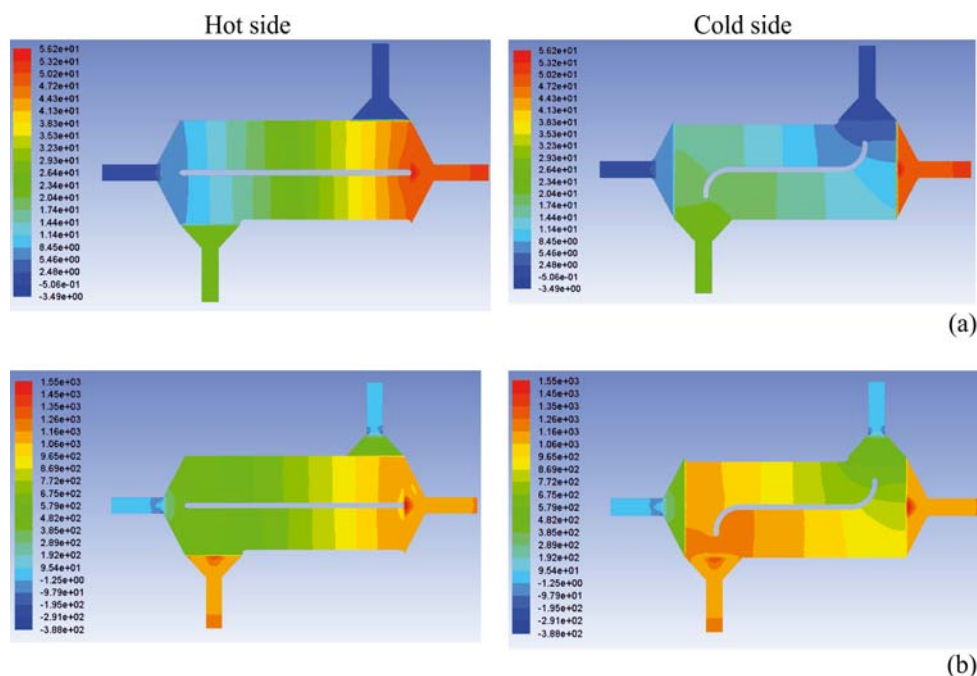 Hot side
Cold side
5.62e+01
5.32e+01
5.02e+01
4.72e+01
4.43e+01
4.13e+01
3.83e+01
3.53e+01
3.23e+01
2.93e+01
2.64e+01
2.34e+01
2.04e+01
1.74e+01
1.44e+01
1.14e+01
8.45e+00
5.46e+00
2.48e+00
-5.06e-01
-3.49e+00
5.62e+01
5.32e+01
5.02e+01
4.72e+01
4.43e+01
4.13e+01
3.83e+01
3.53e+01
3.23e+01
2.93e+01
2.64e+01
2.34e+01
2.04e+01
1.74e+01
1.44e+01
1.14e+01
8.45e+00
5.46e+00
2.48e+00
-5.06e-01
-3.49e+00
(a)
1.55e+03
1.45e+03
1.35e+03
1.26e+03
1.16e+03
1.06e+03
9.65e+02
8.69e+02
7.72e+02
6.75e+02
5.79e+02
4.82e+02
3.85e+02
2.89e+02
1.92e+02
9.54e+01
-1.25e+00
-9.79e+01
-1.95e+02
-2.91e+02
-3.88e+02
1.55e+03
1.45e+03
1.35e+03
1.26e+03
1.16e+03
1.06e+03
9.65e+02
8.69e+02
7.72e+02
6.75e+02
5.79e+02
4.82e+02
3.85e+02
2.89e+02
1.92e+02
9.54e+01
-1.25e+00
-9.79e+01
-1.95e+02
-2.91e+02
-3.88e+02
(b)